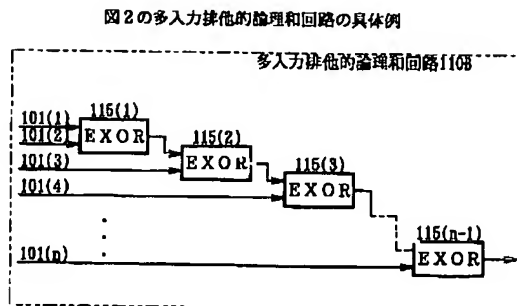 図2の多入力排他的論理和回路の具体例
多入力排他的論理和回路110B
101(1)
115(1)
101(2)
EXOR
115(2)
101(3)
EXOR
115(3)
101(4)
EXOR
115(n-1)
101(n)
EXOR